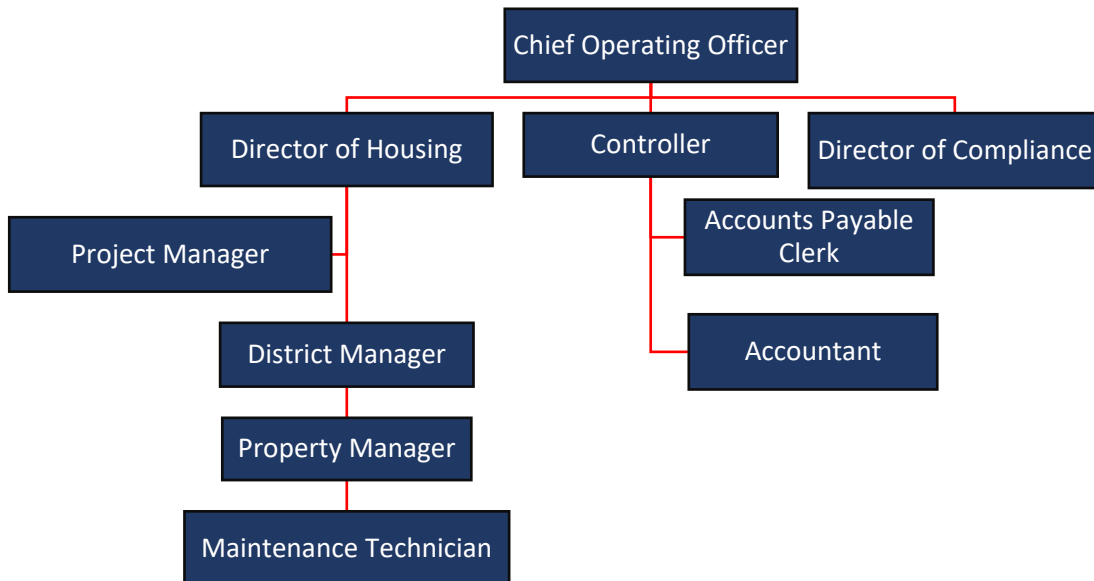 Chief Operating Officer
Director of Housing
Controller
Director of Compliance
Project Manager
Accounts Payable
Clerk
District Manager
Accountant
Property Manager
Maintenance Technician